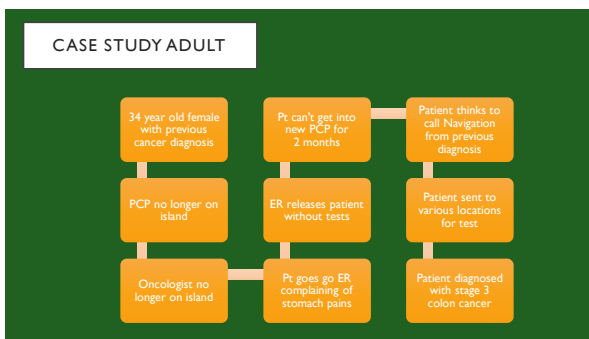 CASE STUDY ADULT
34 year old female
with previous
cancer diagnosis
PCP no longer on
island
Oncologist no
longer on island
Pt goes go ER
complaining of
stomach pains
ER releases patient
without tests
Pt can't get into
new PCP for
2 months
Patient thinks to
call Navigation
from previous
diagnosis
Patient sent to
various locations
for test
Patient diagnosed
with stage 3
colon cancer